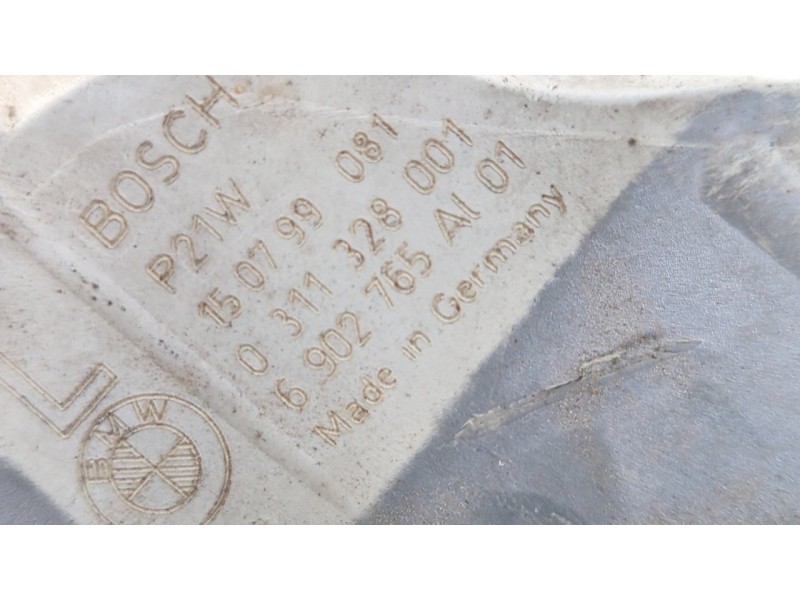 BOSCH
P21W
15 07 99 081
0 311 328 001
6 902 765 AI 01
Made in Germany
L
BMW